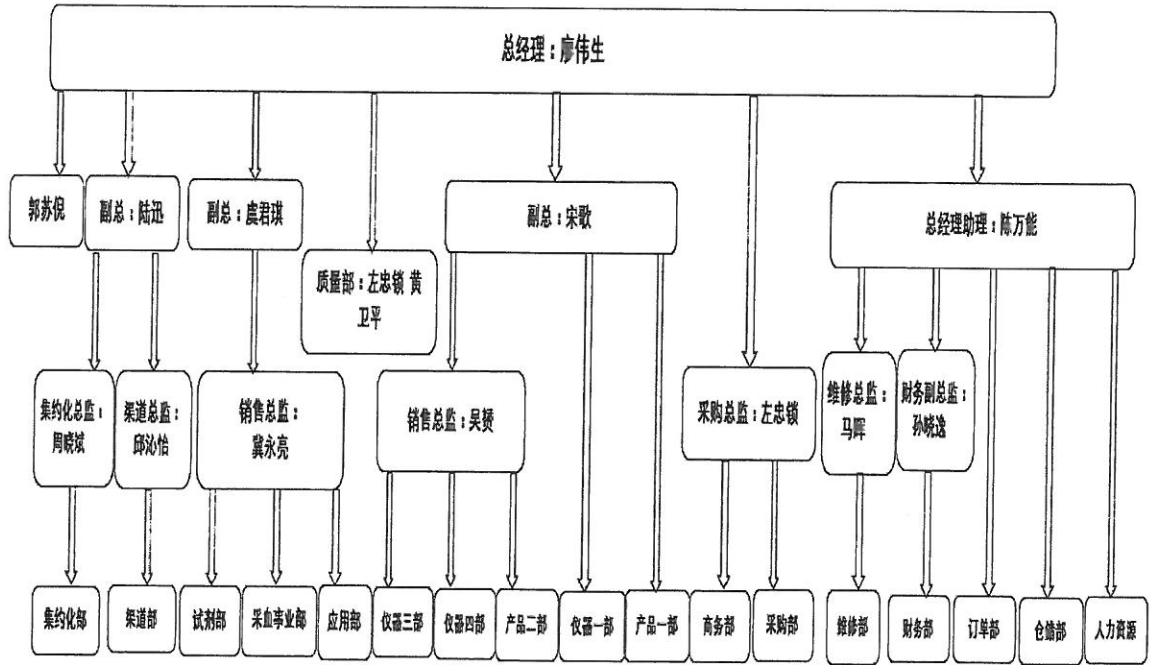 总经理：廖伟生
郭苏倪
副总：陆迅
副总：虞君琪
副总：宋歌
总经理助理：陈万能
质量部：左忠锁 黄
卫平
集约化总监：
周晓斌
渠道总监：
邱沁怡
销售总监：
冀永亮
销售总监：吴赟
采购总监：左忠锁
维修总监：
马晖
财务副总监：
孙晓逸
集约化部
渠道部
试剂部
采血事业部
应用部
仪器三部
仪器四部
产品二部
仪器一部
产品一部
商务部
采购部
维修部
财务部
订单部
仓储部
人力资源